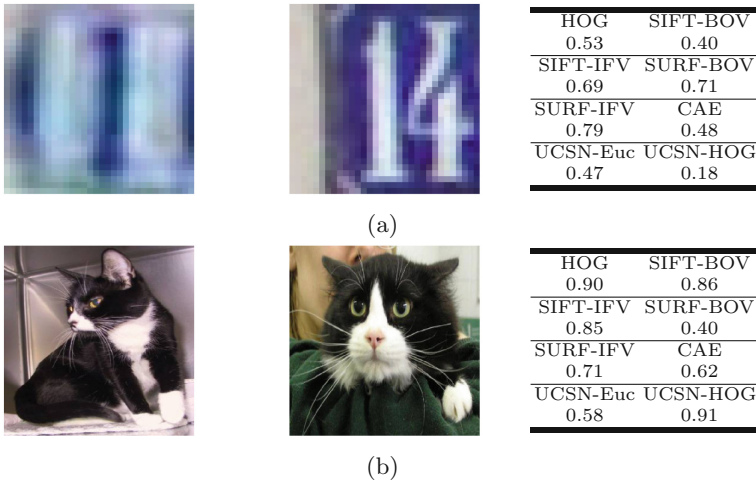 14
HOG SIFT-BOV
0.53 0.40
SIFT-IFV SURF-BOV
0.69 0.71
SURF-IFV CAE
0.79 0.48
UCSN-Euc UCSN-HOG
0.47 0.18
(a)
HOG SIFT-BOV
0.90 0.86
SIFT-IFV SURF-BOV
0.85 0.40
SURF-IFV CAE
0.71 0.62
UCSN-Euc UCSN-HOG
0.58 0.91
(b)